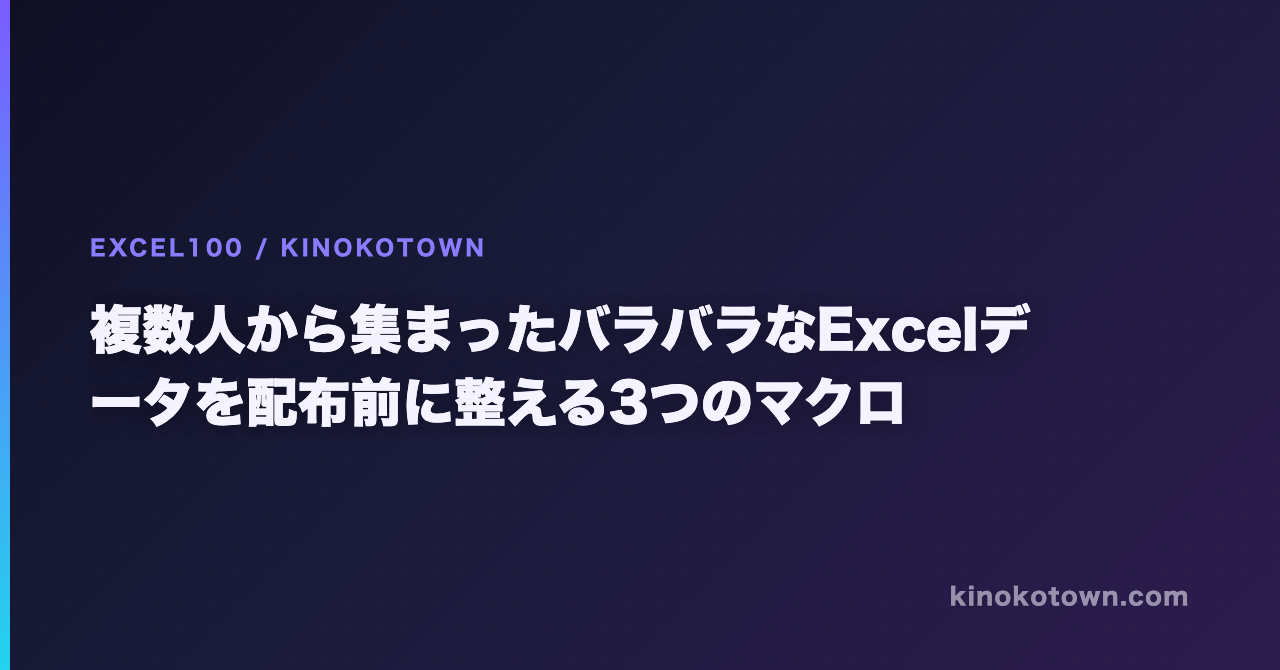 EXCEL100 / KINOKOTOWN
複数人から集まったバラバラなExcelデ
ータを配布前に整える3つのマクロ
kinokotown.com